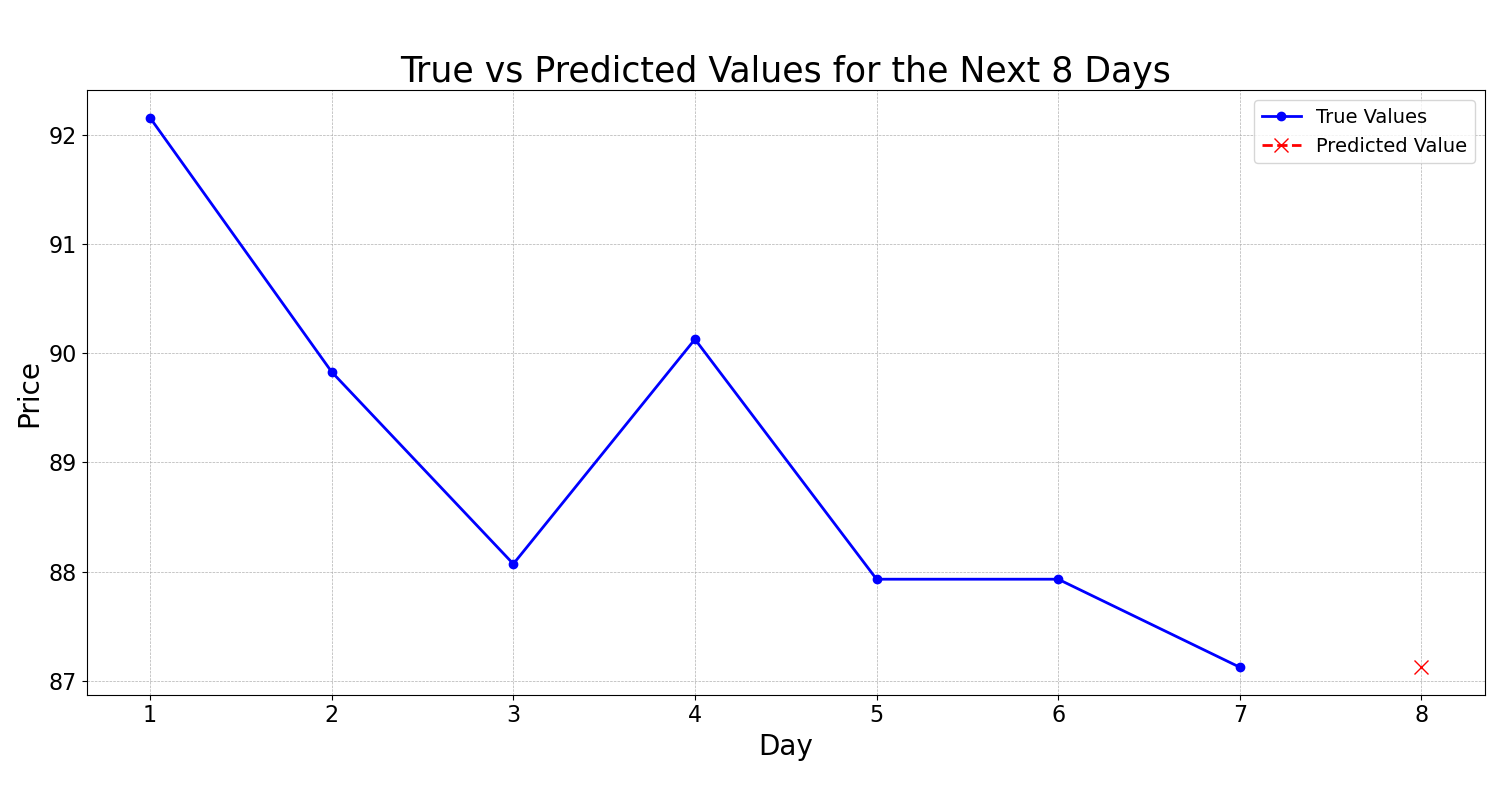 True vs Predicted Values for the Next 8 Days
True Values
Predicted Value
92
91
90
89
88
87
Price
1 2 3 4 5 6 7 8
Day